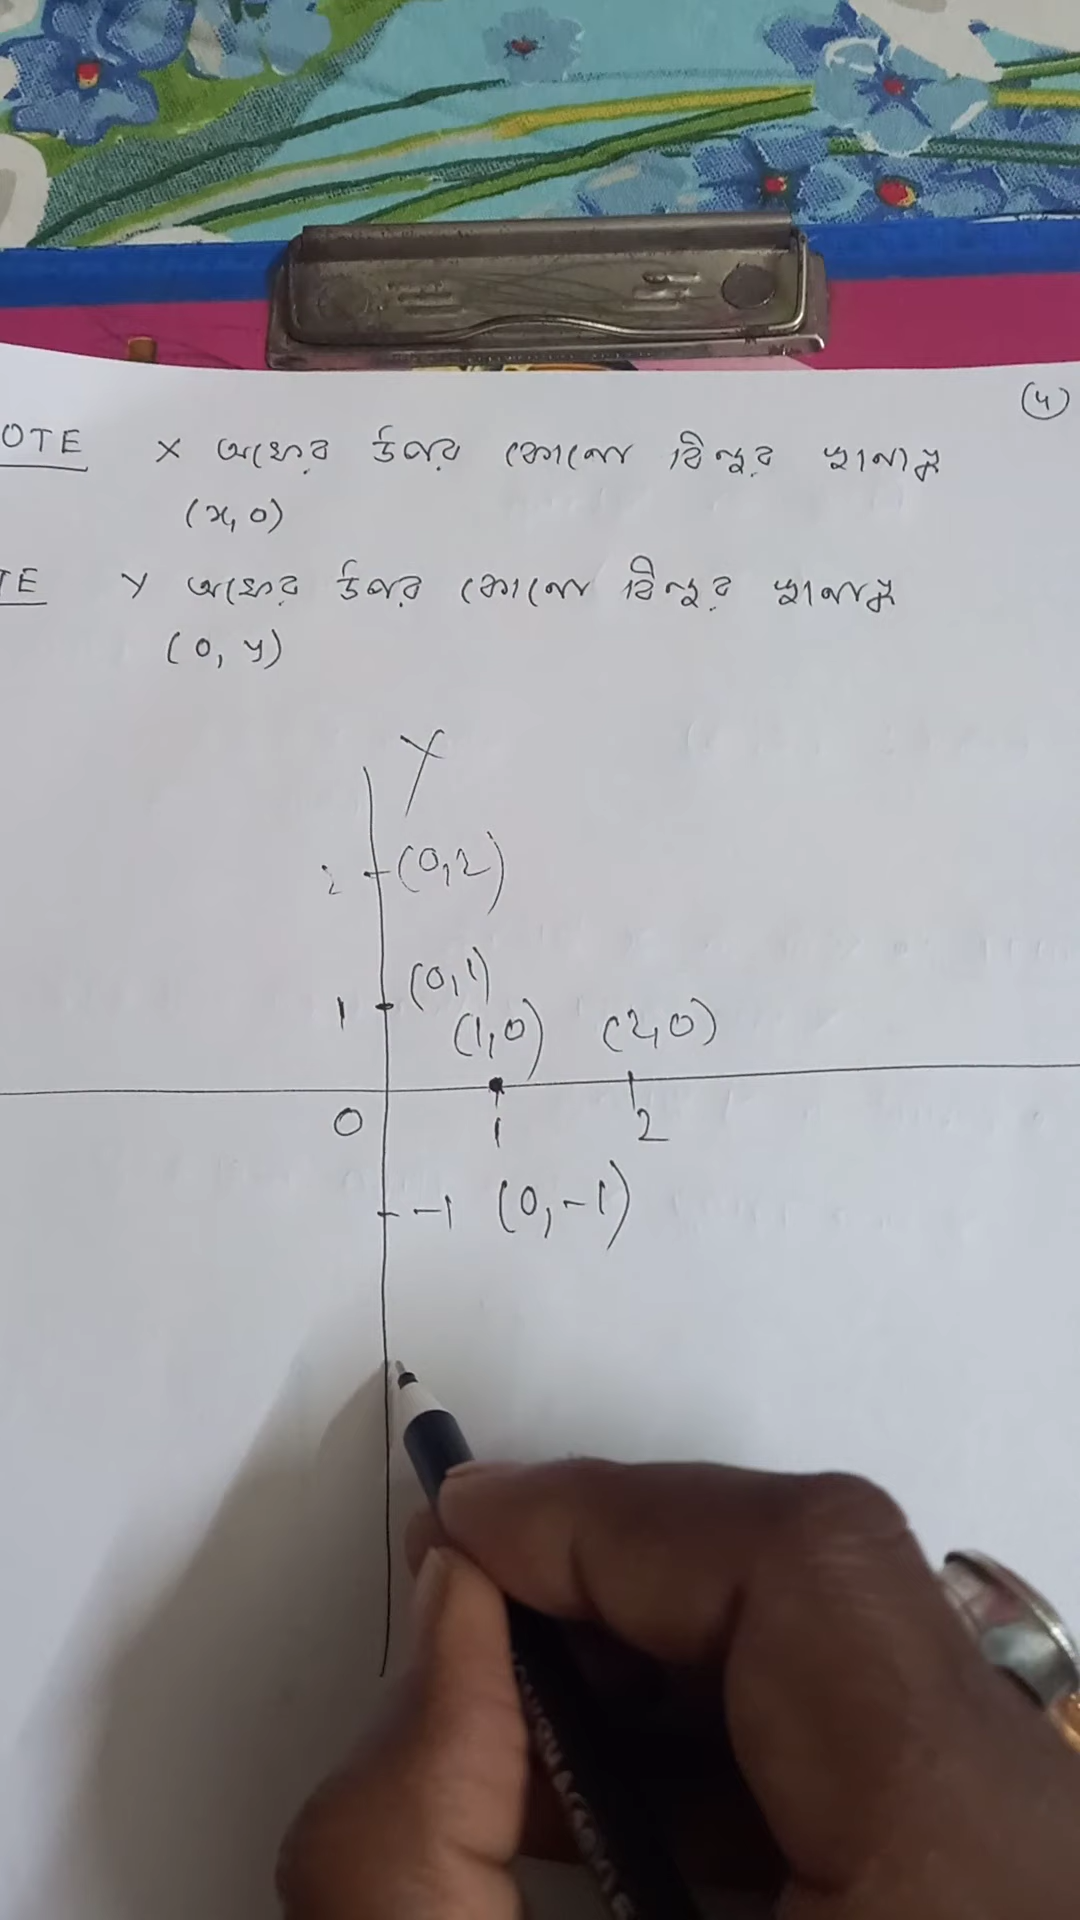 (4)
OTE X অক্ষের উপর কোনো বিন্দুর স্থানাঙ্ক
(x, 0)
TE Y অক্ষের উপর কোনো বিন্দুর স্থানাঙ্ক
(0, y)
Y
2 (0,2)
1 (0,1)
(1,0) (2,0)
0 1 2
-1 (0,-1)